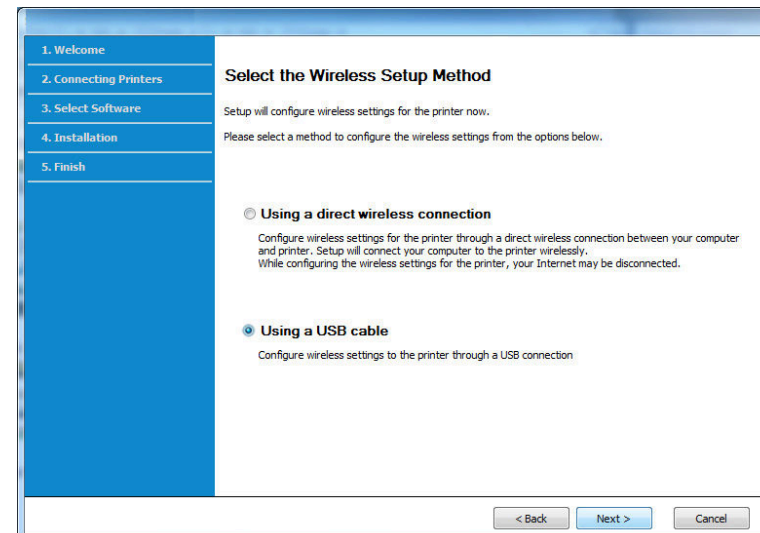 1. Welcome
2. Connecting Printers
3. Select Software
4. Installation
5. Finish
Select the Wireless Setup Method
Setup will configure wireless settings for the printer now.
Please select a method to configure the wireless settings from the options below.
Using a direct wireless connection
Configure wireless settings for the printer through a direct wireless connection between your computer
and printer. Setup will connect your computer to the printer wirelessly.
While configuring the wireless settings for the printer, your Internet may be disconnected.
Using a USB cable
Configure wireless settings to the printer through a USB connection
< Back
Next >
Cancel